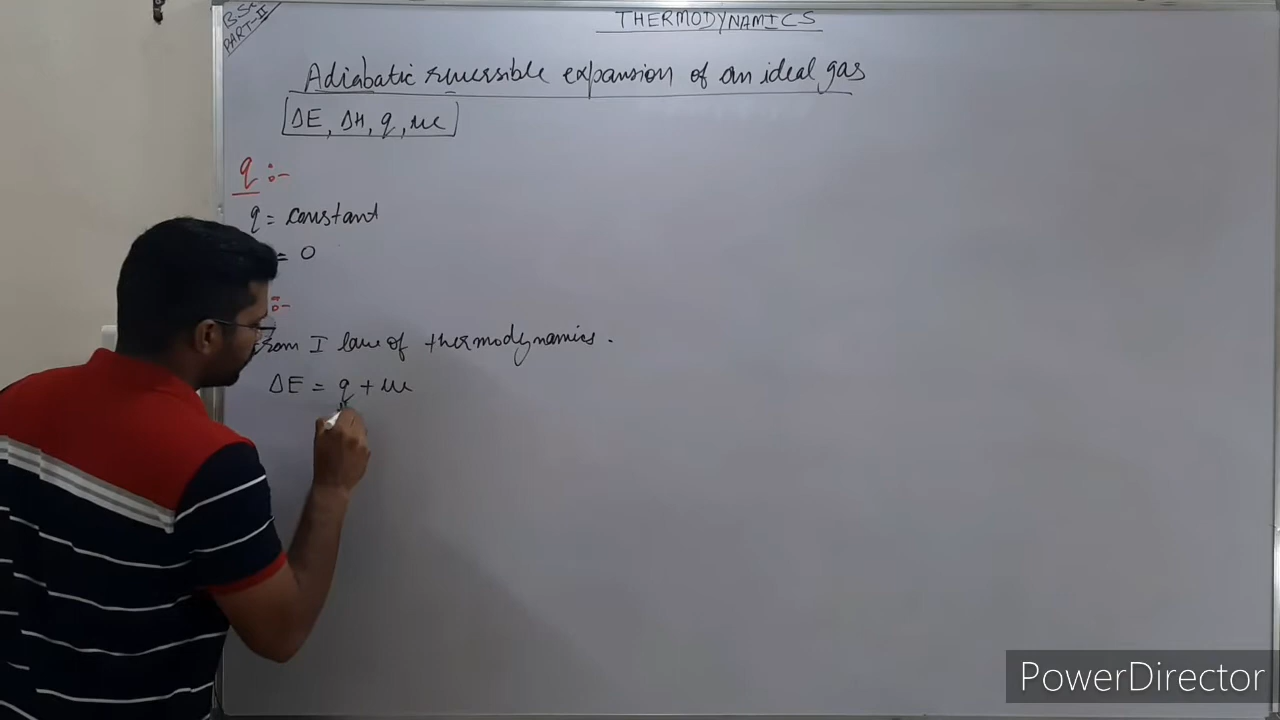 B.Sc
PART-II
THERMODYNAMICS
Adiabatic reversible expansion of an ideal gas
ΔE, ΔH, q, w
q :-
q = constant
= 0
:-
From I law of thermodynamics.
ΔE = q + w
PowerDirector